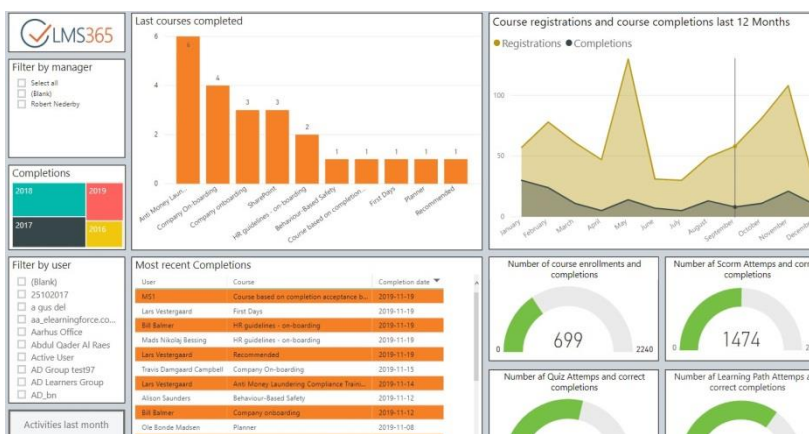 LMS365
Filter by manager
Select all
(Blank)
Robert Nederby
Completions
2018
2019
2017
2016
Filter by user
(Blank)
25102017
a gus del
aa_elearningforce.co...
Aarhus Office
Abdul Qader Al Raes
Active User
AD Group test97
AD Learners Group
AD_bn
Activities last month
Last courses completed
6
4
2
0
6
4
3
3
2
1
1
1
1
1
Anti Money Laun...
Company On-boarding
Company onboarding
SharePoint
HR guidelines - on-boarding
Behaviour-Based Safety
Course based on completion...
First Days
Planner
Recommended
Course registrations and course completions last 12 Months
Registrations Completions
100
50
0
January
February
March
April
May
June
July
August
September
October
November
Decembe
Most recent Completions
User Course Completion date
MS1 Course based on completion acceptance b... 2019-11-19
Lars Vestergaard First Days 2019-11-19
Bill Balmer HR guidelines - on-boarding 2019-11-19
Mads Nikolaj Bessing HR guidelines - on-boarding 2019-11-19
Lars Vestergaard Recommended 2019-11-19
Travis Damgaard Campbell Company On-boarding 2019-11-15
Lars Vestergaard Anti Money Laundering Compliance Traini... 2019-11-14
Alison Saunders Behaviour-Based Safety 2019-11-12
Bill Balmer Company onboarding 2019-11-12
Ole Bonde Madsen Planner 2019-11-08
Number of course enrollments and
completions
699
0
2240
Number af Scorm Attemps and corr
completions
1474
0
2
Number af Quiz Attemps and correct
completions
Number af Learning Path Attemps a
correct completions